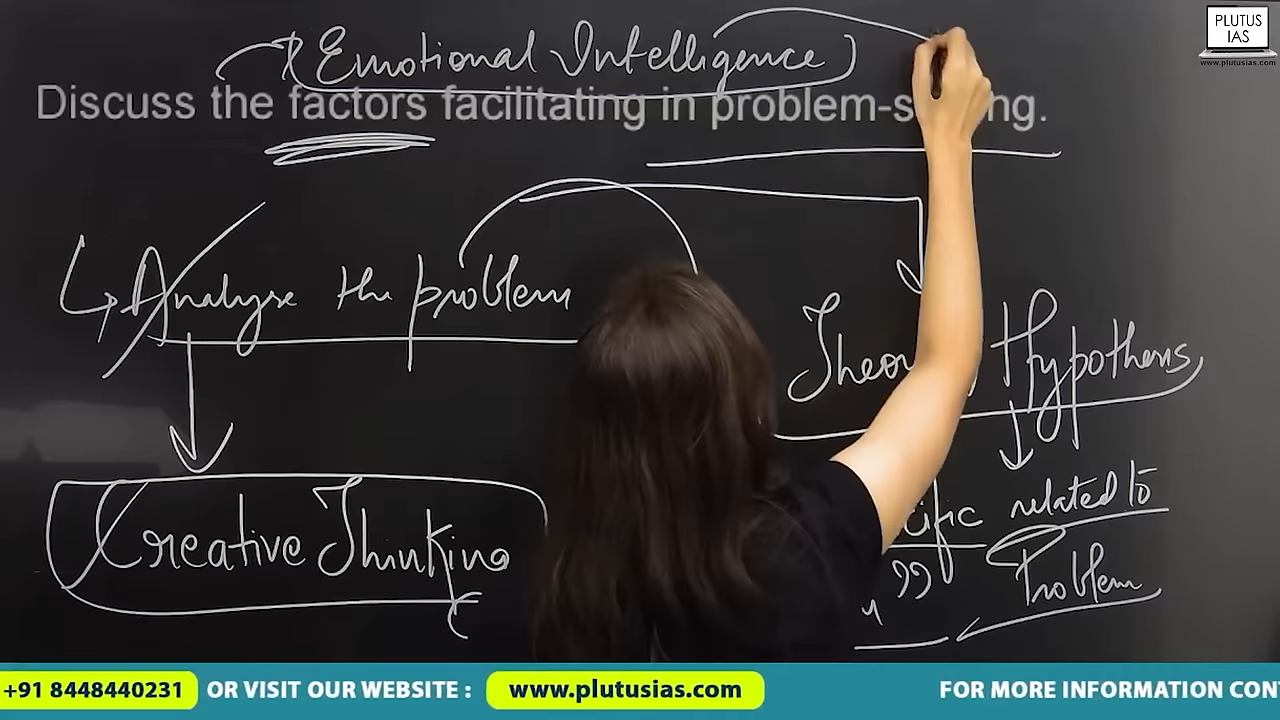 PLUTUS
IAS
www.plutusias.com
(Emotional Intelligence)
Discuss the factors facilitating in problem-s ng.
Analyse the problem
Hypothesis
related to
Creative Thinking
Problem
+91 8448440231 OR VISIT OUR WEBSITE : www.plutusias.com FOR MORE INFORMATION CON